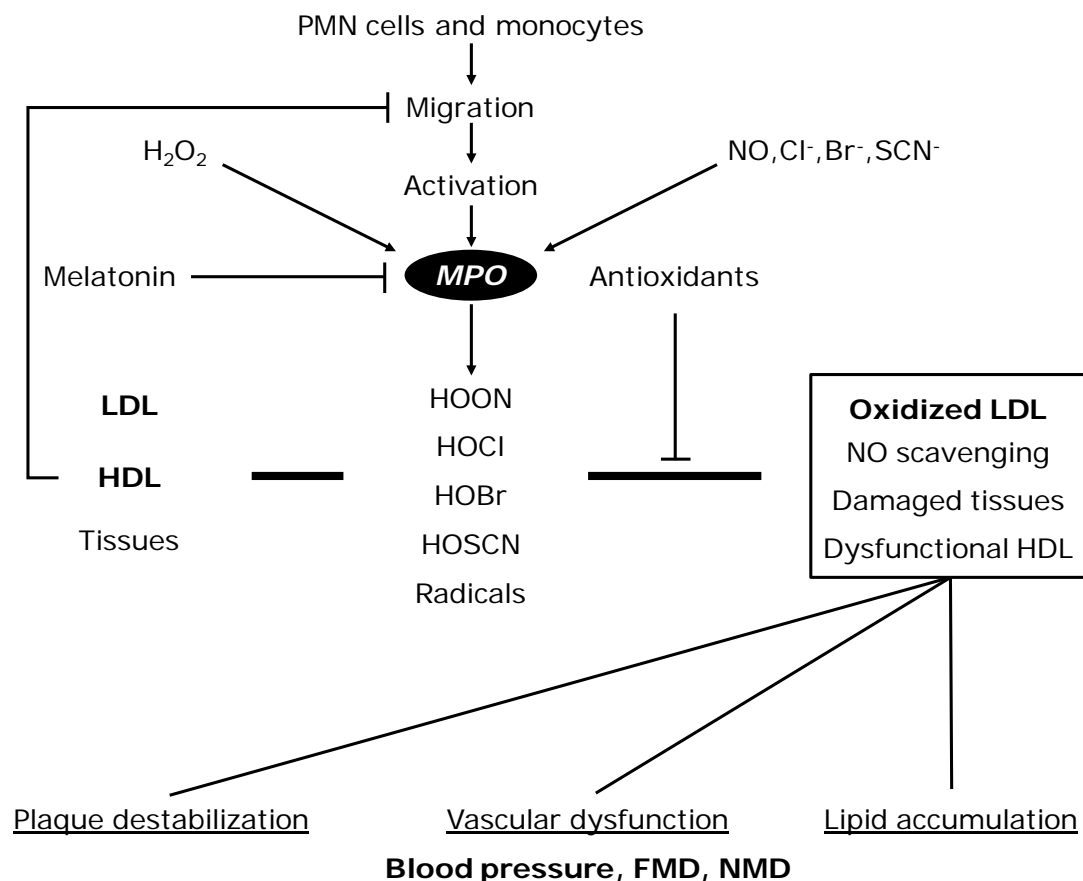 PMN cells and monocytes
Migration
H₂O₂
NO,Cl⁻,Br⁻,SCN⁻
Activation
Melatonin
MPO
Antioxidants
LDL
HDL
Tissues
HOON
HOCl
HOBr
HOSCN
Radicals
Oxidized LDL
NO scavenging
Damaged tissues
Dysfunctional HDL
Plaque destabilization
Vascular dysfunction
Lipid accumulation
Blood pressure, FMD, NMD